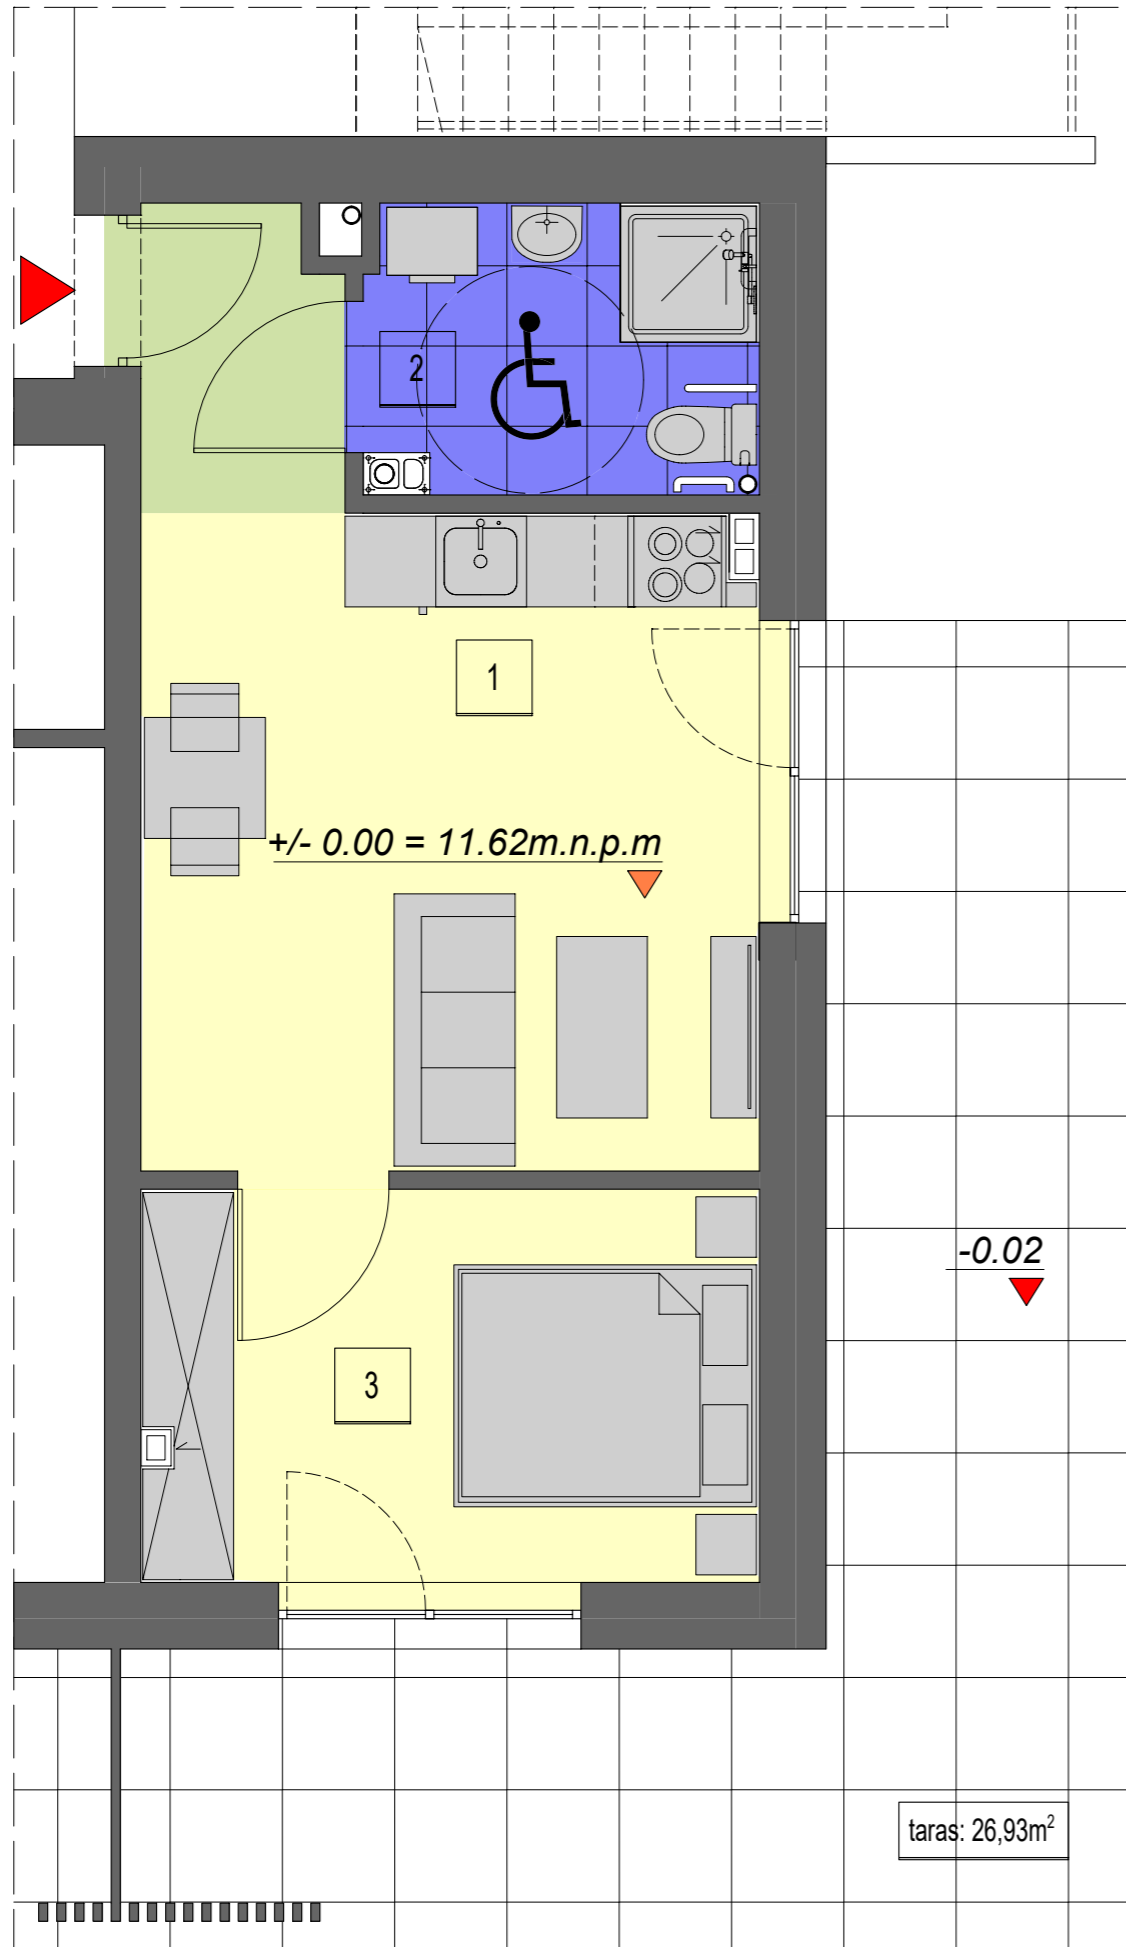 2
1
+/- 0.00 = 11.62m.n.p.m
-0.02
3
taras: 26,93m²